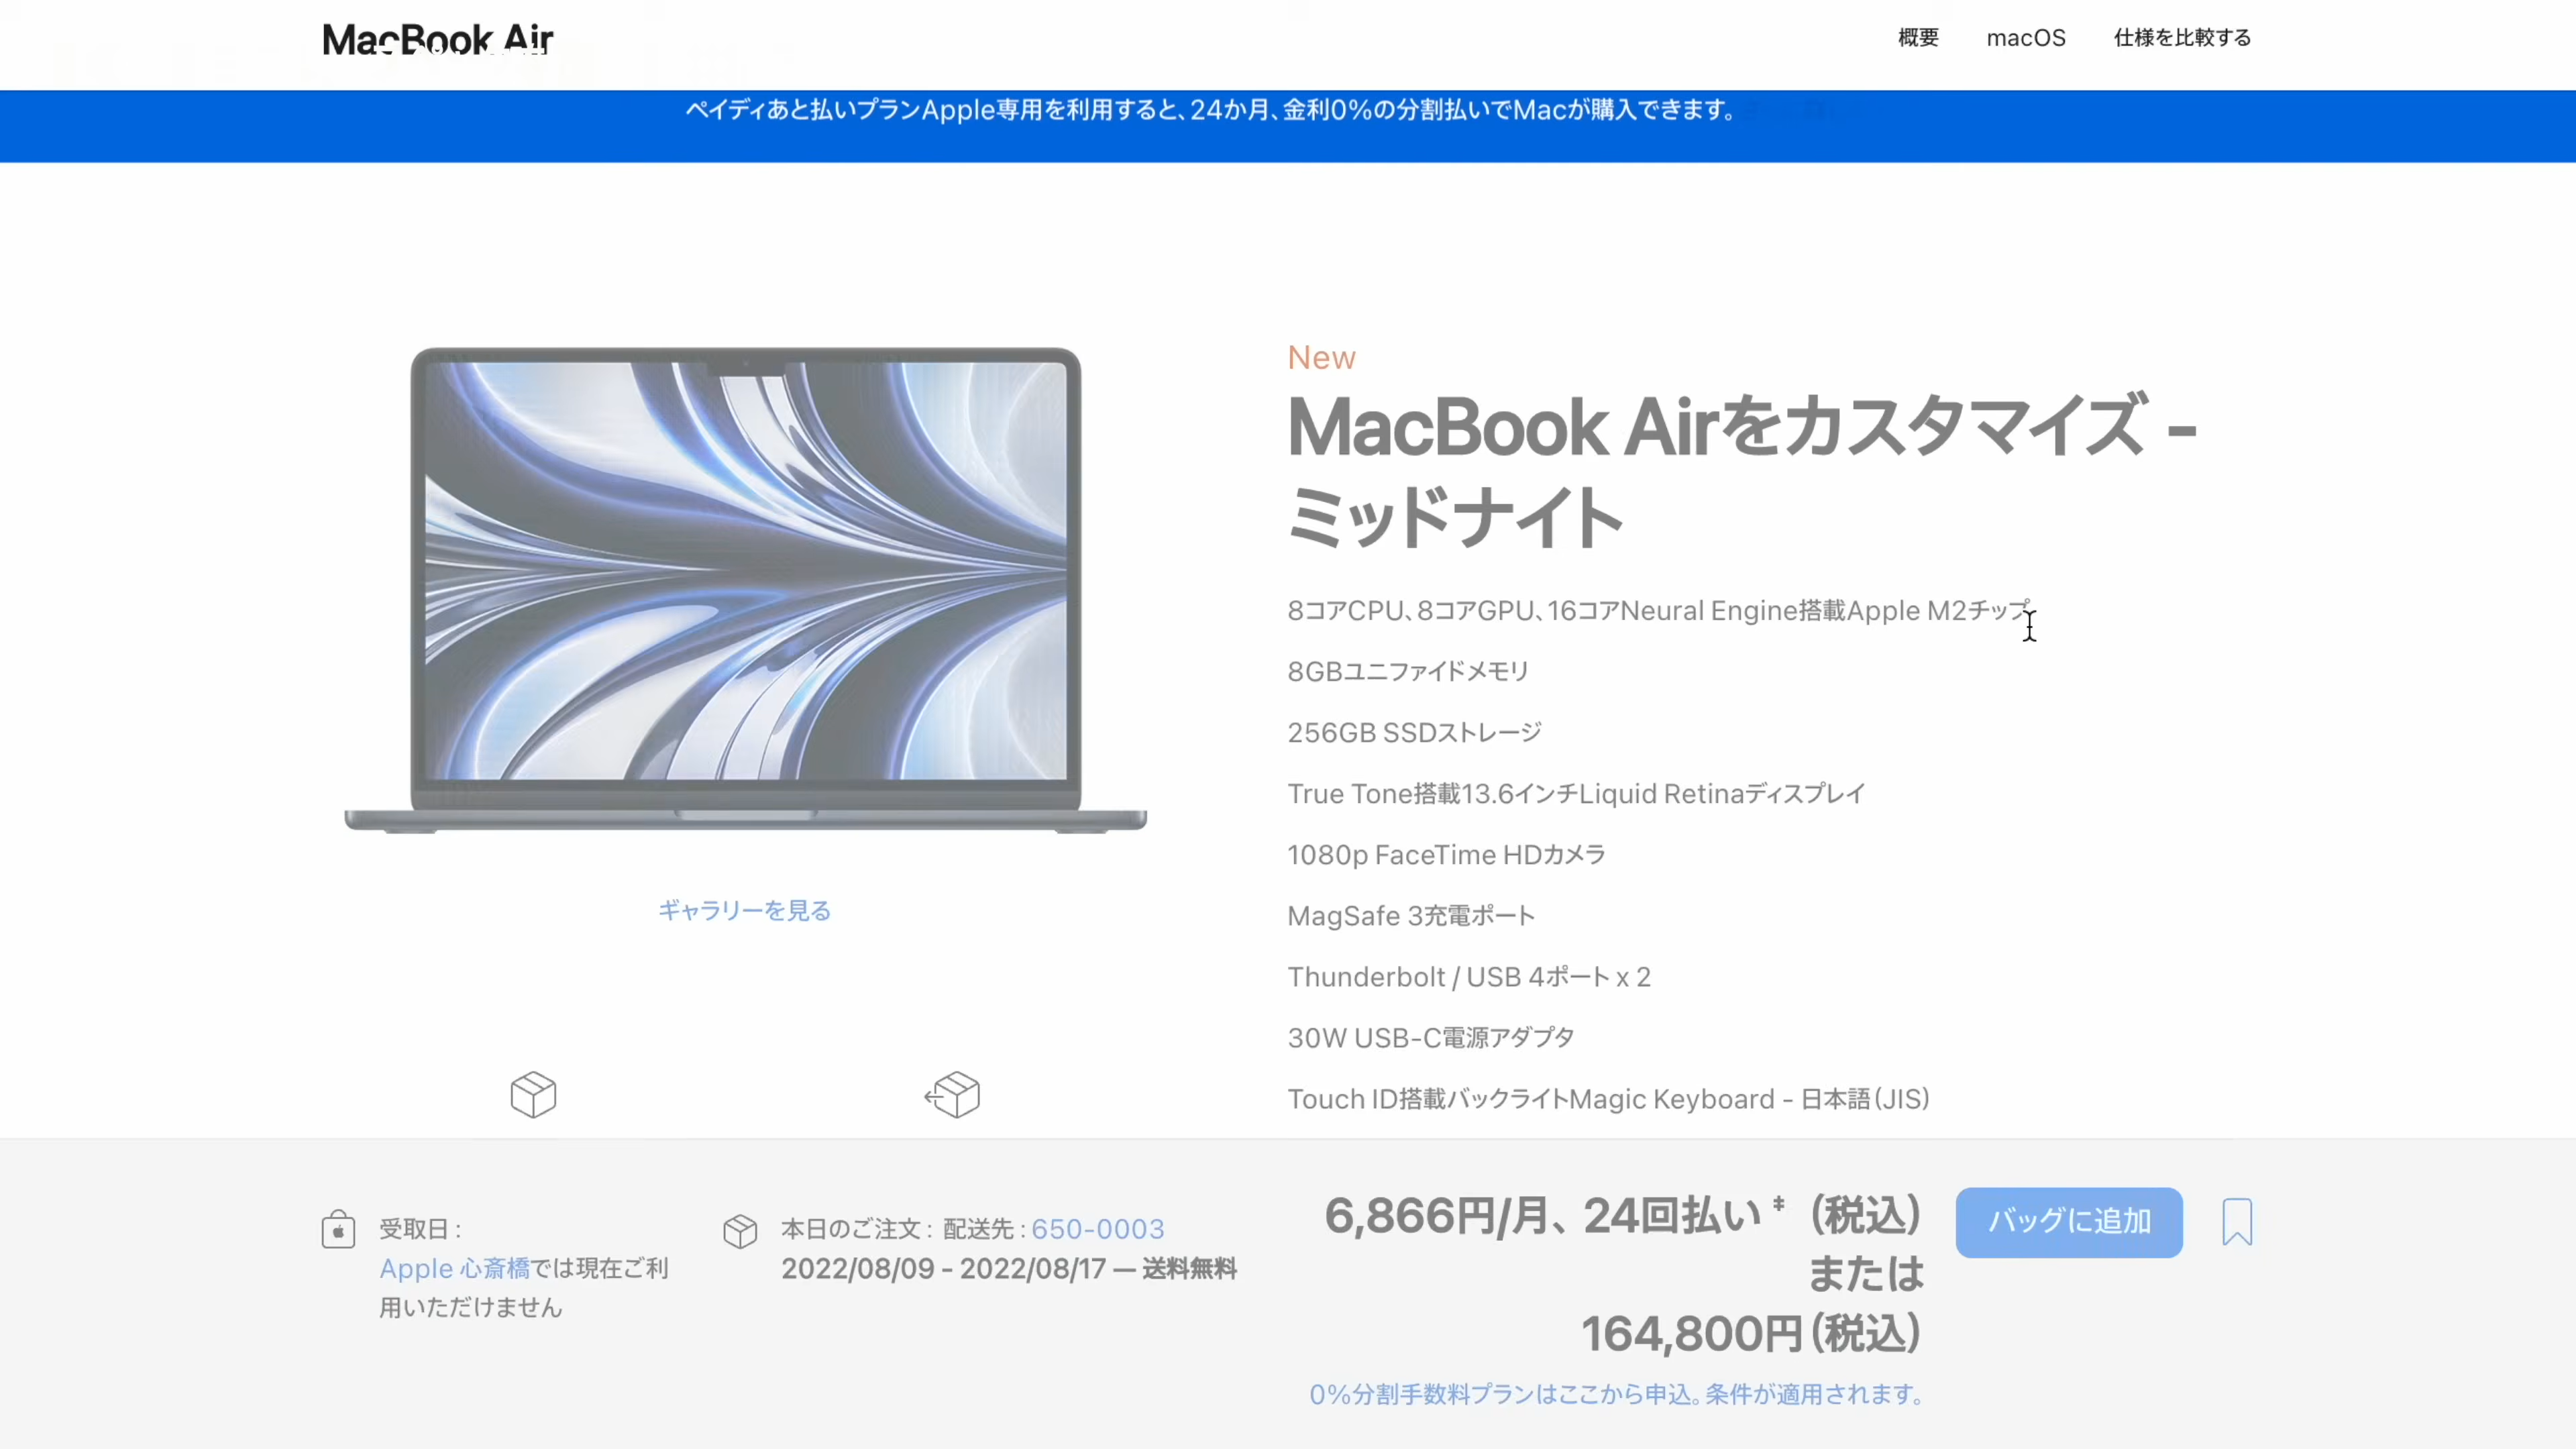 MacBook Air
概要 macOS 仕様を比較する
ペイディあと払いプランApple専用を利用すると、24か月、金利0%の分割払いでMacが購入できます。
New
MacBook Airをカスタマイズ -
ミッドナイト
8コアCPU、8コアGPU、16コアNeural Engine搭載Apple M2チップ
8GBユニファイドメモリ
256GB SSDストレージ
True Tone搭載13.6インチLiquid Retinaディスプレイ
1080p FaceTime HDカメラ
MagSafe 3充電ポート
Thunderbolt / USB 4ポート x 2
30W USB-C電源アダプタ
Touch ID搭載バックライトMagic Keyboard - 日本語(JIS)
ギャラリーを見る
受取日:
Apple 心斎橋では現在ご利
用いただけません
本日のご注文: 配送先: 650-0003
2022/08/09 - 2022/08/17 — 送料無料
6,866円/月、24回払い‡ (税込)
または
164,800円(税込)
0%分割手数料プランはここから申込。条件が適用されます。
バッグに追加